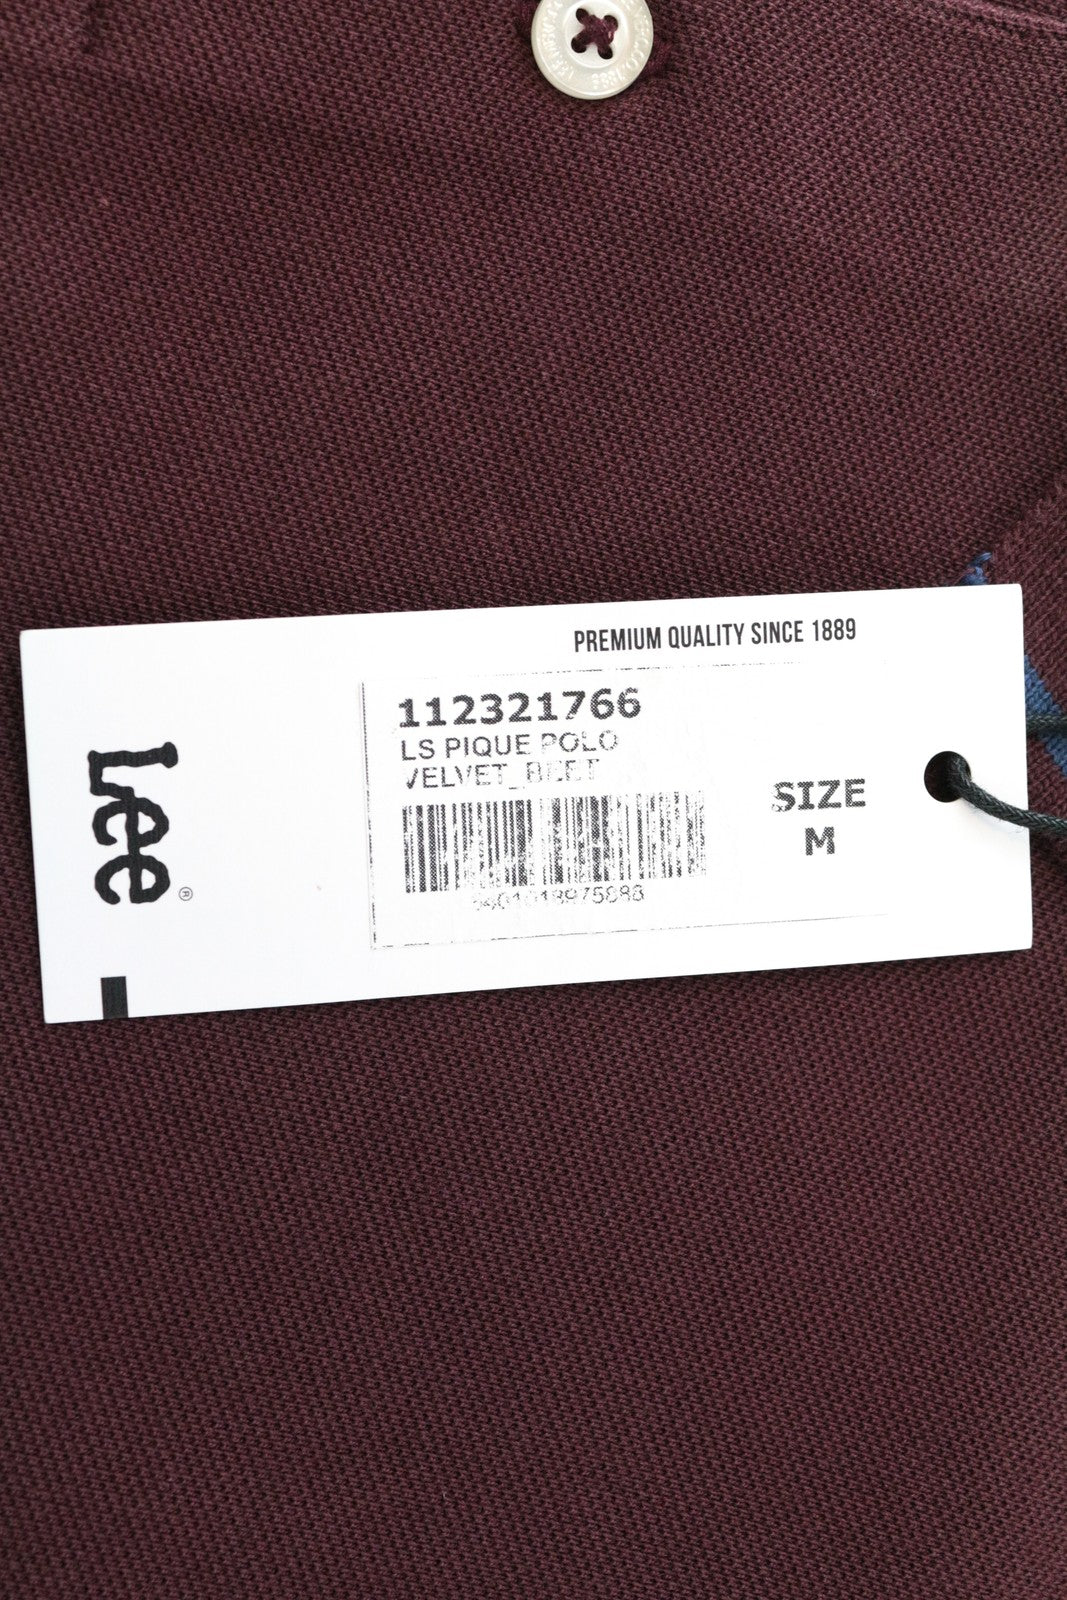 PREMIUM QUALITY SINCE 1889
112321766
LS PIQUE POLO
VELVET_BEET
SIZE
M
Lee
®